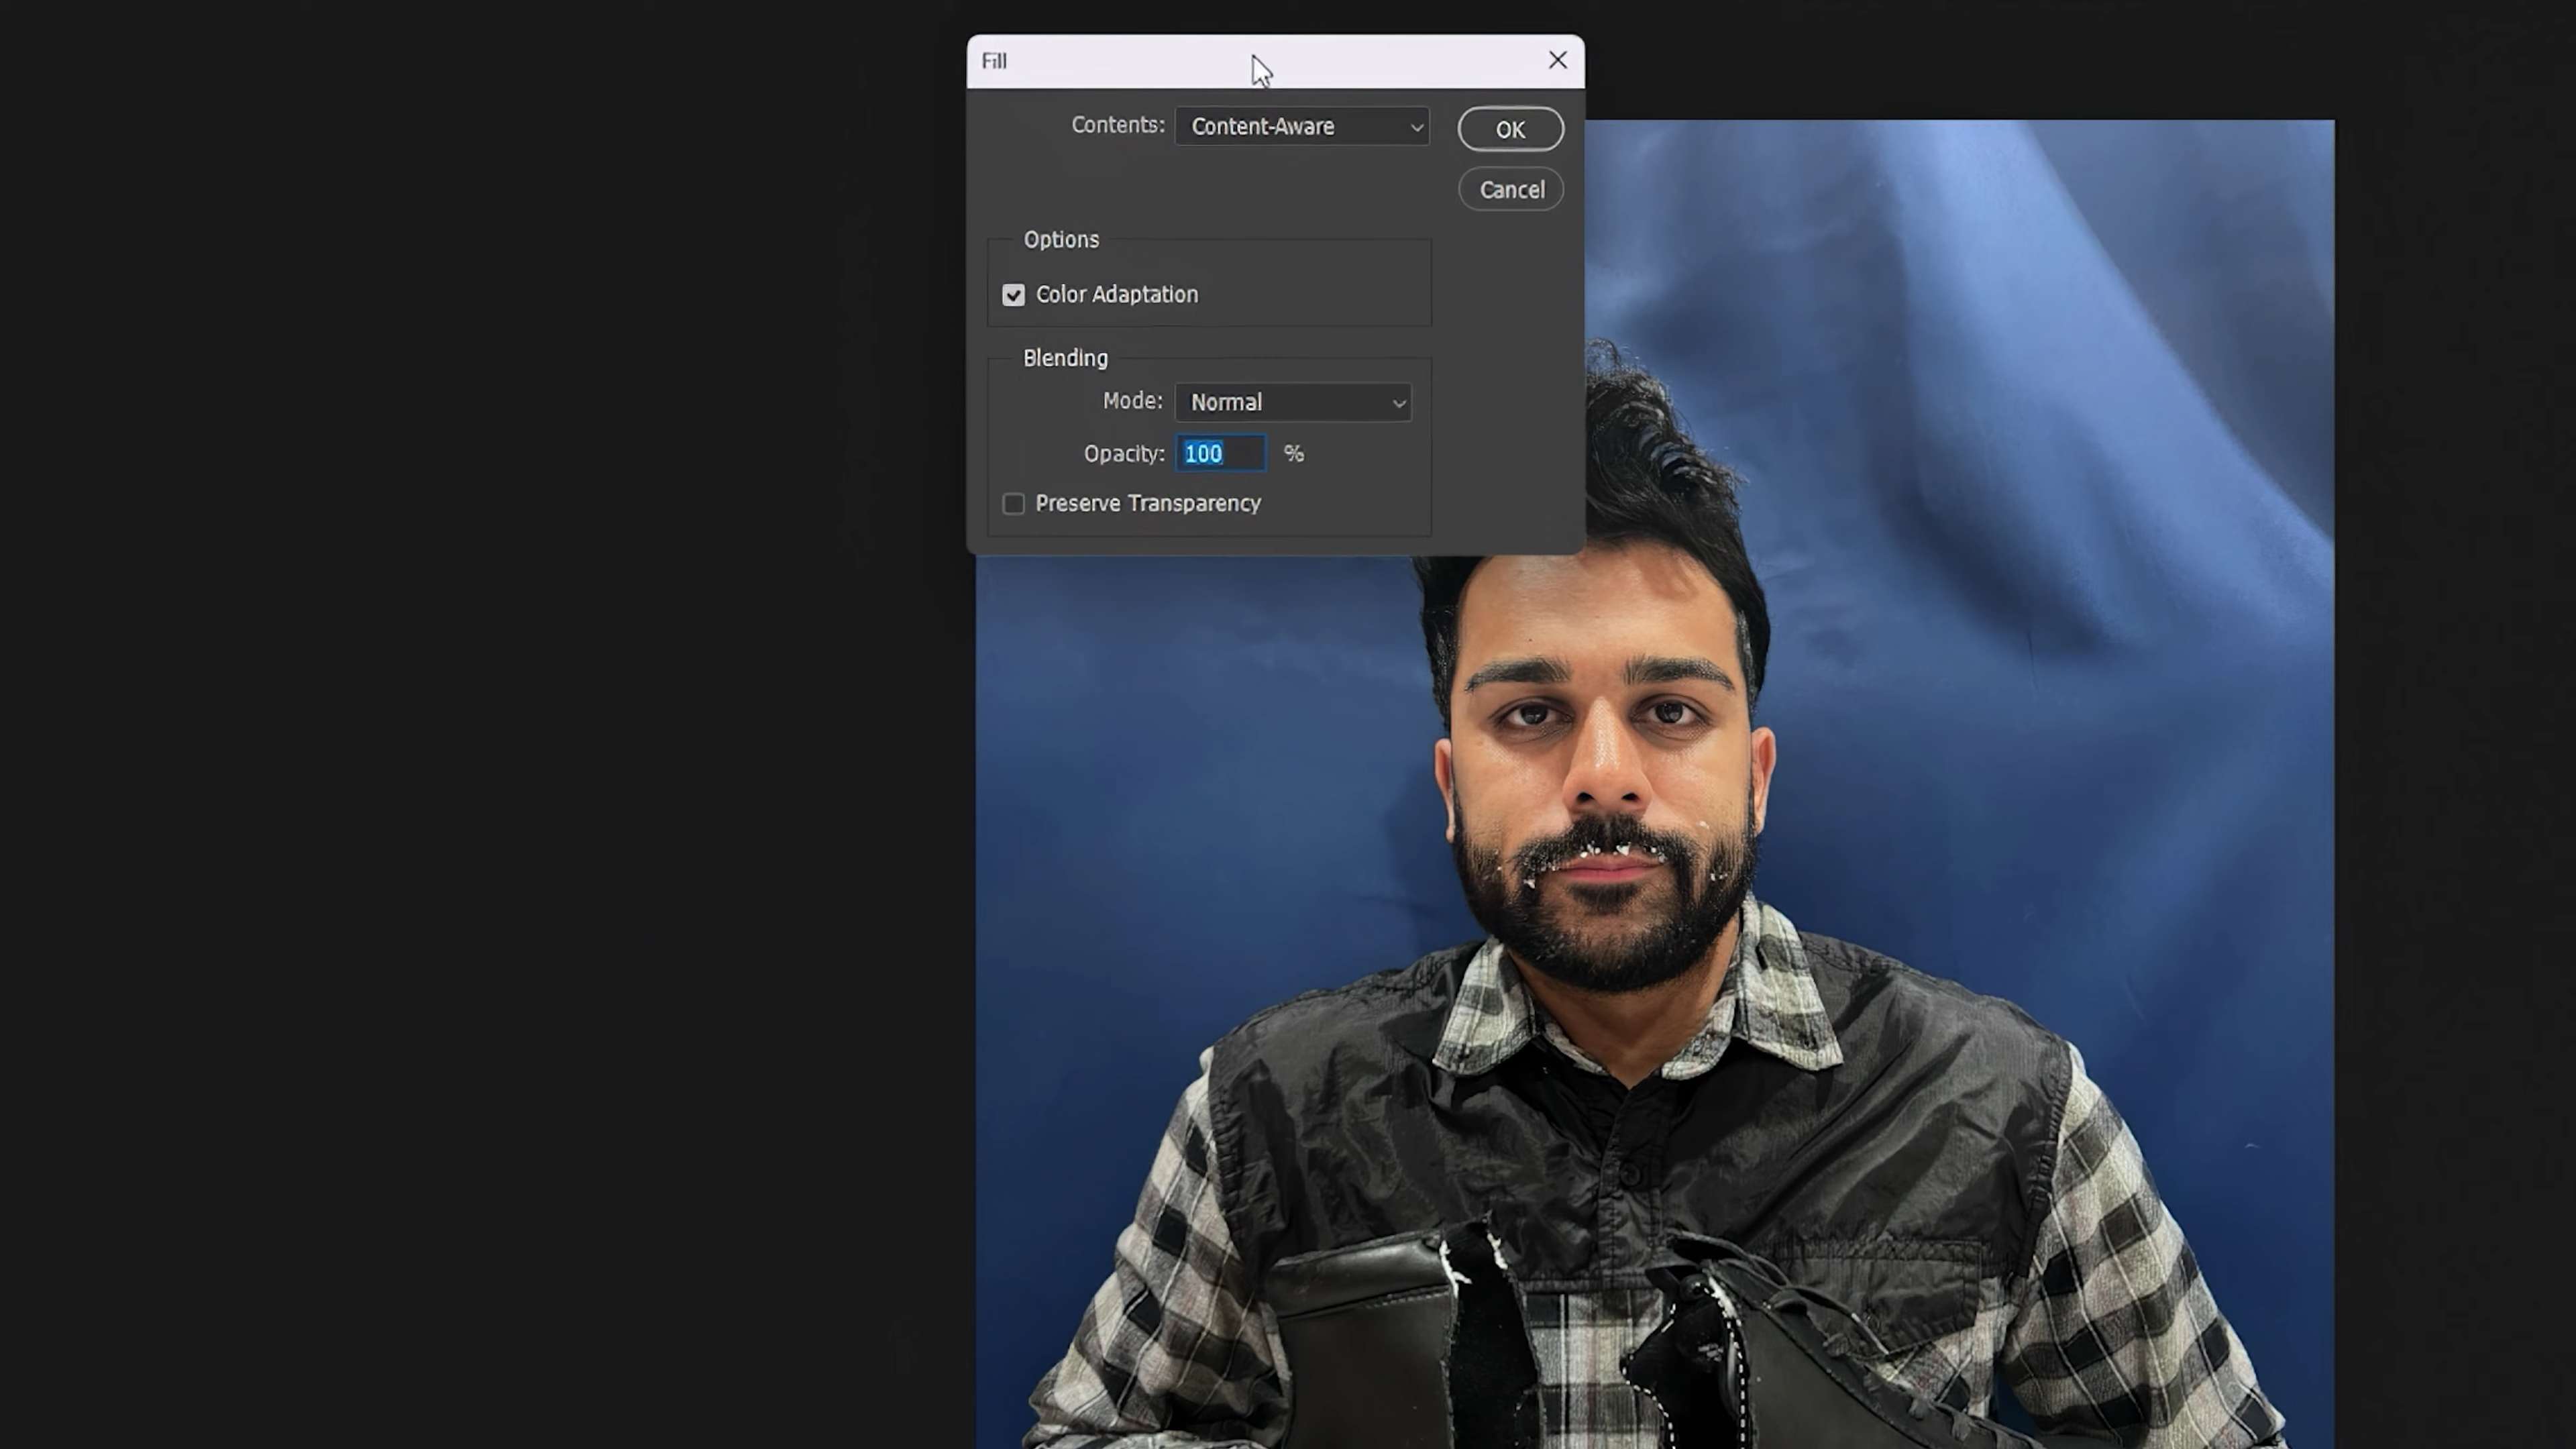 Fill
Contents: Content-Aware
OK
Cancel
Options
Color Adaptation
Blending
Mode: Normal
Opacity: 100 %
Preserve Transparency